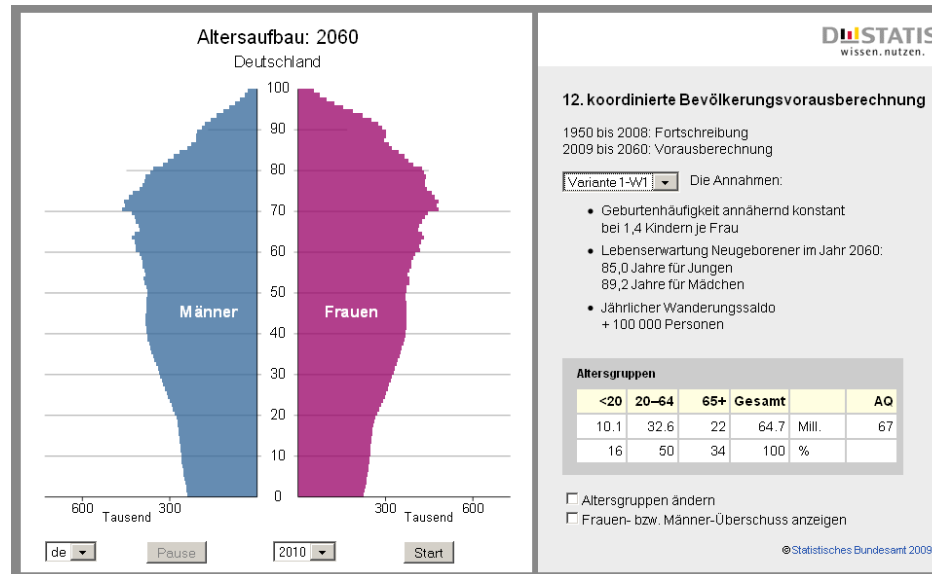 Altersaufbau: 2060
Deutschland
100
90
80
70
60
50
40
30
20
10
0
Männer
Frauen
600
300
300
600
Tausend
Tausend
de
Pause
2010
Start
DESTATIS
wissen.nutzen.
12. koordinierte Bevölkerungsvorausberechnung
1950 bis 2008: Fortschreibung
2009 bis 2060: Vorausberechnung
Variante 1-W1 Die Annahmen:
• Geburtenhäufigkeit annähernd konstant
bei 1,4 Kindern je Frau
• Lebenserwartung Neugeborener im Jahr 2060:
85,0 Jahre für Jungen
89,2 Jahre für Mädchen
• Jährlicher Wanderungssaldo
+ 100 000 Personen
Altersgruppen
<20 20–64 65+ Gesamt AQ
10.1 32.6 22 64.7 Mill. 67
16 50 34 100 %
Altersgruppen ändern
Frauen- bzw. Männer-Überschuss anzeigen
© Statistisches Bundesamt 2009